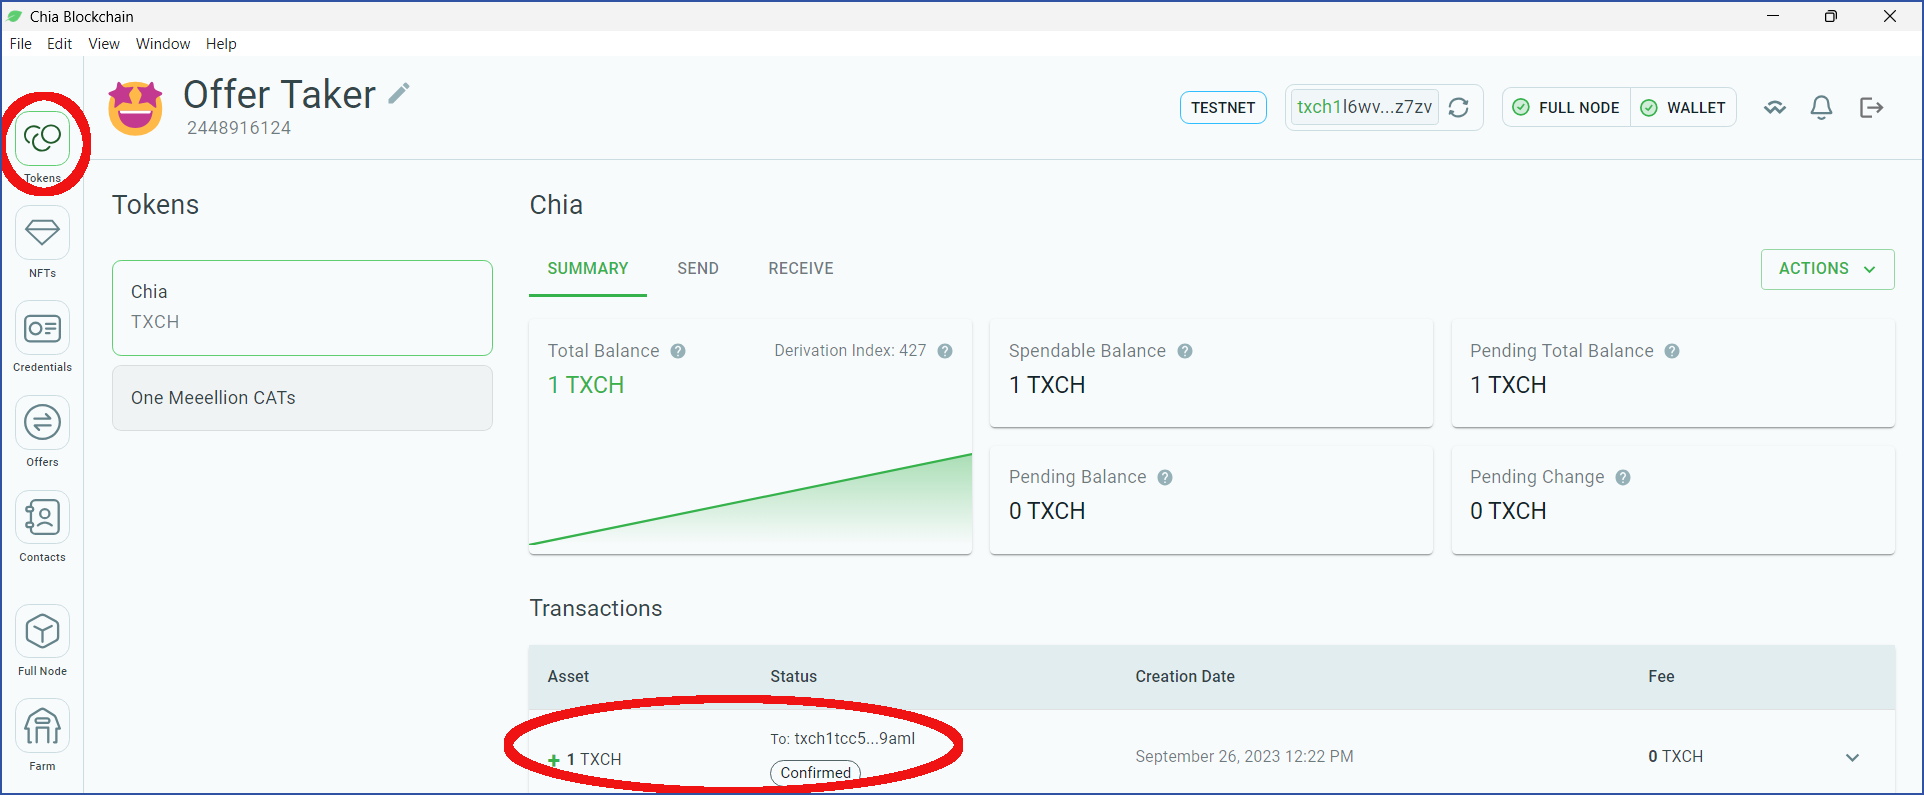 Chia Blockchain
File Edit View Window Help
Offer Taker
2448916124
TESTNET
txch1l6wv...z7zv
FULL NODE
WALLET
Tokens
NFTs
Credentials
Offers
Contacts
Full Node
Farm
Tokens
Chia
TXCH
One Meeellion CATs
Chia
SUMMARY SEND RECEIVE
ACTIONS
Total Balance ? Derivation Index: 427 ?
1 TXCH
Spendable Balance ?
1 TXCH
Pending Total Balance ?
1 TXCH
Pending Balance ?
0 TXCH
Pending Change ?
0 TXCH
Transactions
Asset Status Creation Date Fee
To: txch1tcc5...9aml
+ 1 TXCH
Confirmed
September 26, 2023 12:22 PM
0 TXCH